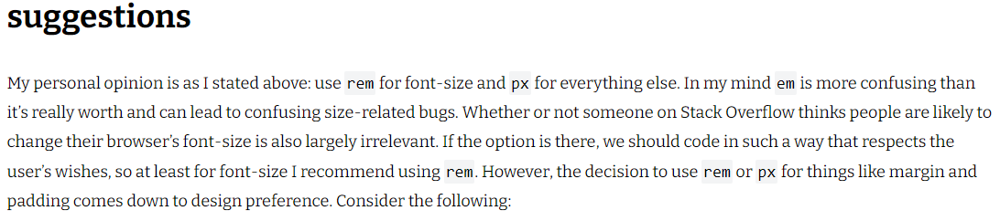 suggestions
My personal opinion is as I stated above: use rem for font-size and px for everything else. In my mind em is more confusing than
it's really worth and can lead to confusing size-related bugs. Whether or not someone on Stack Overflow thinks people are likely to
change their browser's font-size is also largely irrelevant. If the option is there, we should code in such a way that respects the
user's wishes, so at least for font-size I recommend using rem. However, the decision to use rem or px for things like margin and
padding comes down to design preference. Consider the following: